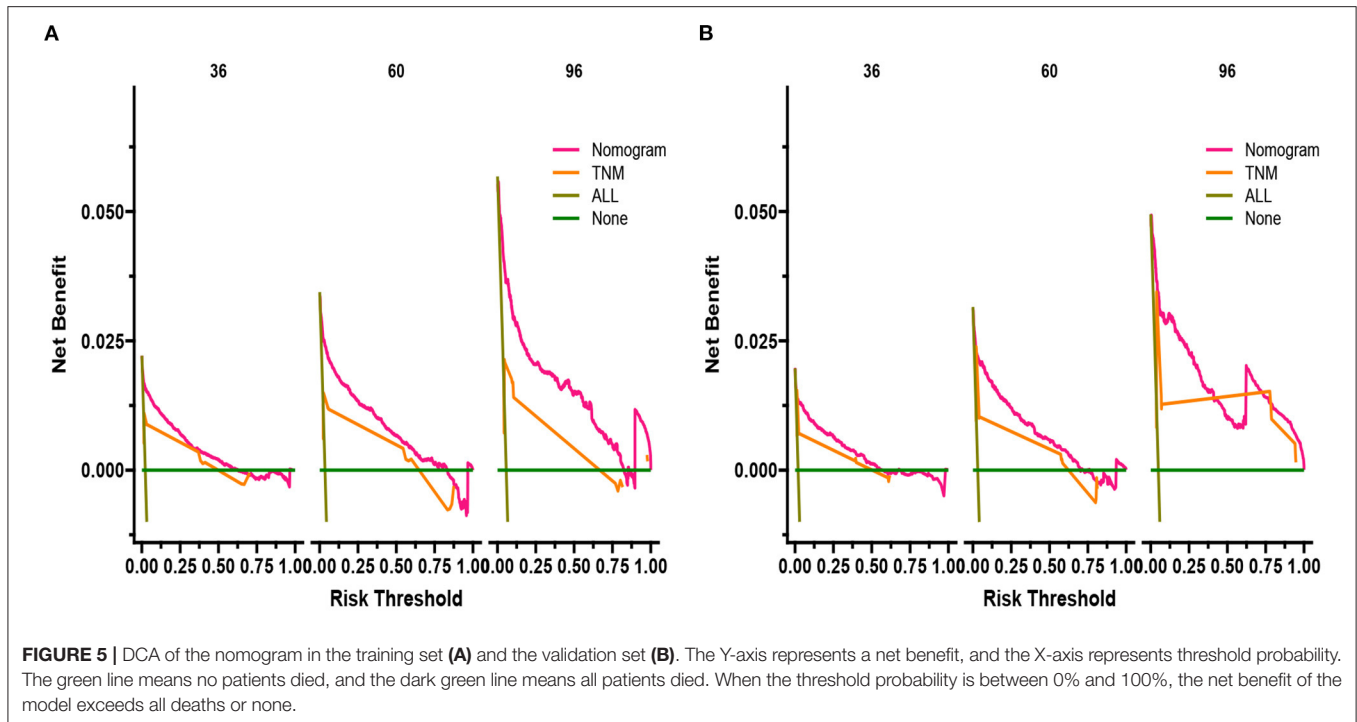 A
B
36 60 96
36 60 96
Nomogram
TNM
ALL
None
Nomogram
TNM
ALL
None
Net Benefit
0.050
0.025
0.000
Net Benefit
0.050
0.025
0.000
0.00 0.25 0.50 0.75 1.00 0.00 0.25 0.50 0.75 1.00 0.00 0.25 0.50 0.75 1.00
0.00 0.25 0.50 0.75 1.00 0.00 0.25 0.50 0.75 1.00 0.00 0.25 0.50 0.75 1.00
Risk Threshold
Risk Threshold
FIGURE 5 | DCA of the nomogram in the training set (A) and the validation set (B). The Y-axis represents a net benefit, and the X-axis represents threshold probability.
The green line means no patients died, and the dark green line means all patients died. When the threshold probability is between 0% and 100%, the net benefit of the
model exceeds all deaths or none.